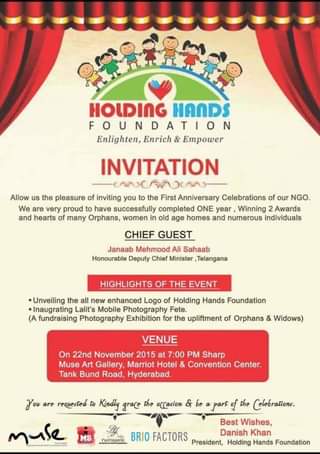 HOLDING HANDS
FOUNDATION
Enlighten, Enrich & Empower
INVITATION
Allow us the pleasure of inviting you to the First Anniversary Celebrations of our NGO.
We are very proud to have successfully completed ONE year , Winning 2 Awards
and hearts of many Orphans, women in old age homes and numerous individuals
CHIEF GUEST
Janaab Mehmood Ali Sahaab
Honourable Deputy Chief Minister ,Telangana
HIGHLIGHTS OF THE EVENT
• Unveiling the all new enhanced Logo of Holding Hands Foundation
• Inaugrating Lalit's Mobile Photography Fete.
(A fundraising Photography Exhibition for the upliftment of Orphans & Widows)
VENUE
On 22nd November 2015 at 7:00 PM Sharp
Muse Art Gallery, Marriot Hotel & Convention Center.
Tank Bund Road, Hyderabad.
You are requested to Kindly grace the occasion & be a part of the Celebrations.
muse
MB
BRIO FACTORS
Best Wishes,
Danish Khan
President, Holding Hands Foundation